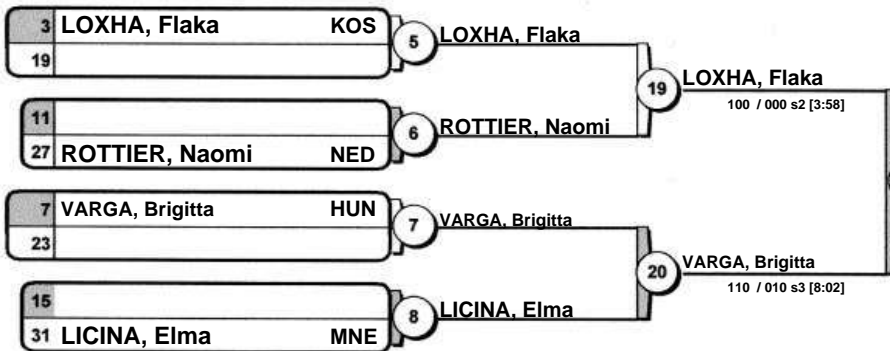 3 LOXHA, Flaka KOS
19
5 LOXHA, Flaka
11
27 ROTTIER, Naomi NED
6 ROTTIER, Naomi
19 LOXHA, Flaka
100 / 000 s2 [3:58]
7 VARGA, Brigitta HUN
23
7 VARGA, Brigitta
15
31 LICINA, Elma MNE
8 LICINA, Elma
20 VARGA, Brigitta
110 / 010 s3 [8:02]